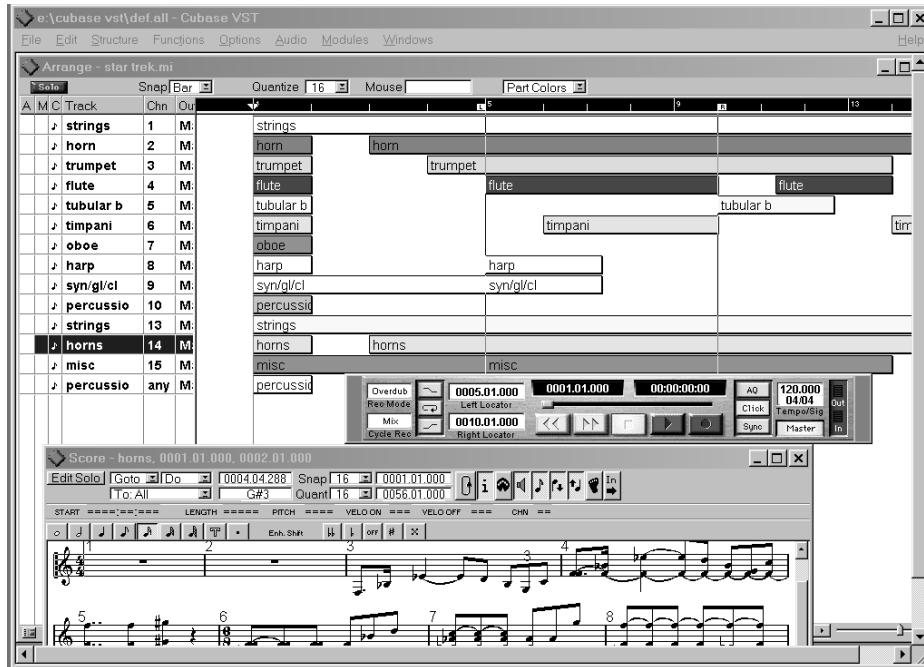 e:\cubase vst\def.all - Cubase VST
File Edit Structure Functions Options Audio Modules Windows Help
Arrange - star trek.mi
Solo Snap Bar Quantize 16 Mouse Part Colors
A M C Track Chn Ou 5 9 13
strings 1 M: strings
horn 2 M: horn horn
trumpet 3 M: trumpet trumpet
flute 4 M: flute flute flute
tubular b 5 M: tubular b tubular b
timpani 6 M: timpani timpani tim
oboe 7 M: oboe
harp 8 M: harp harp
syn/gl/cl 9 M: syn/gl/cl syn/gl/cl
percussio 10 M: percussio
strings 13 M: strings
horns 14 M: horns horns
misc 15 M: misc misc
percussio any M: percussio
Overdub 0005.01.000 0001.01.000 00:00:00:00 AQ 120.000
Rec Mode Left Locator 04/04 Out
Click Tempo/Sig
Mix 0010.01.000 Sync Master In
Cycle Rec Right Locator
Score - horns, 0001.01.000, 0002.01.000
Edit Solo Goto Do 0004.04.288 Snap 16 0001.01.000 In
To: All G#3 Quant 16 0056.01.000
START ====:==:=== LENGTH ===== PITCH ==== VELO ON === VELO OFF === CHN ==
Enh. Shift OFF
1 2 3 3 4
5 6 7 8